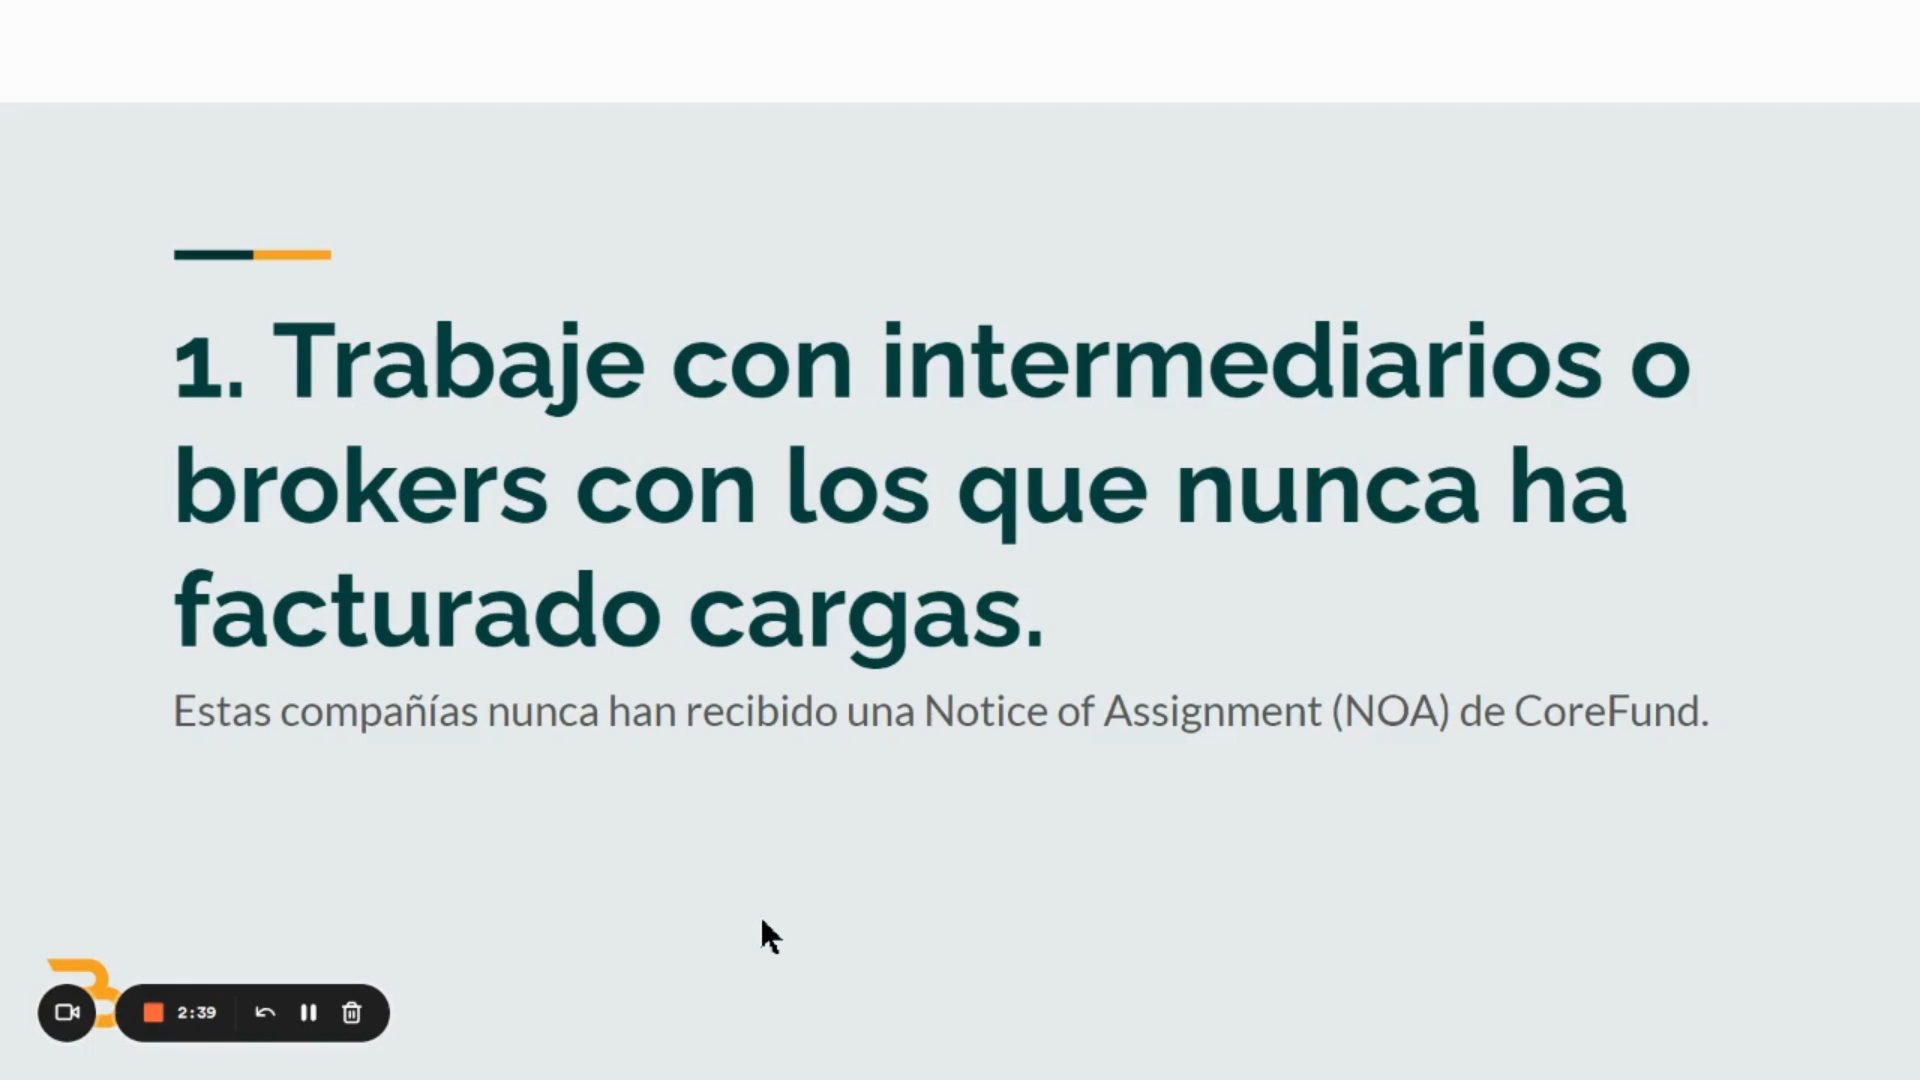 1. Trabaje con intermediarios o
brokers con los que nunca ha
facturado cargas.
Estas compañías nunca han recibido una Notice of Assignment (NOA) de CoreFund.
2:39